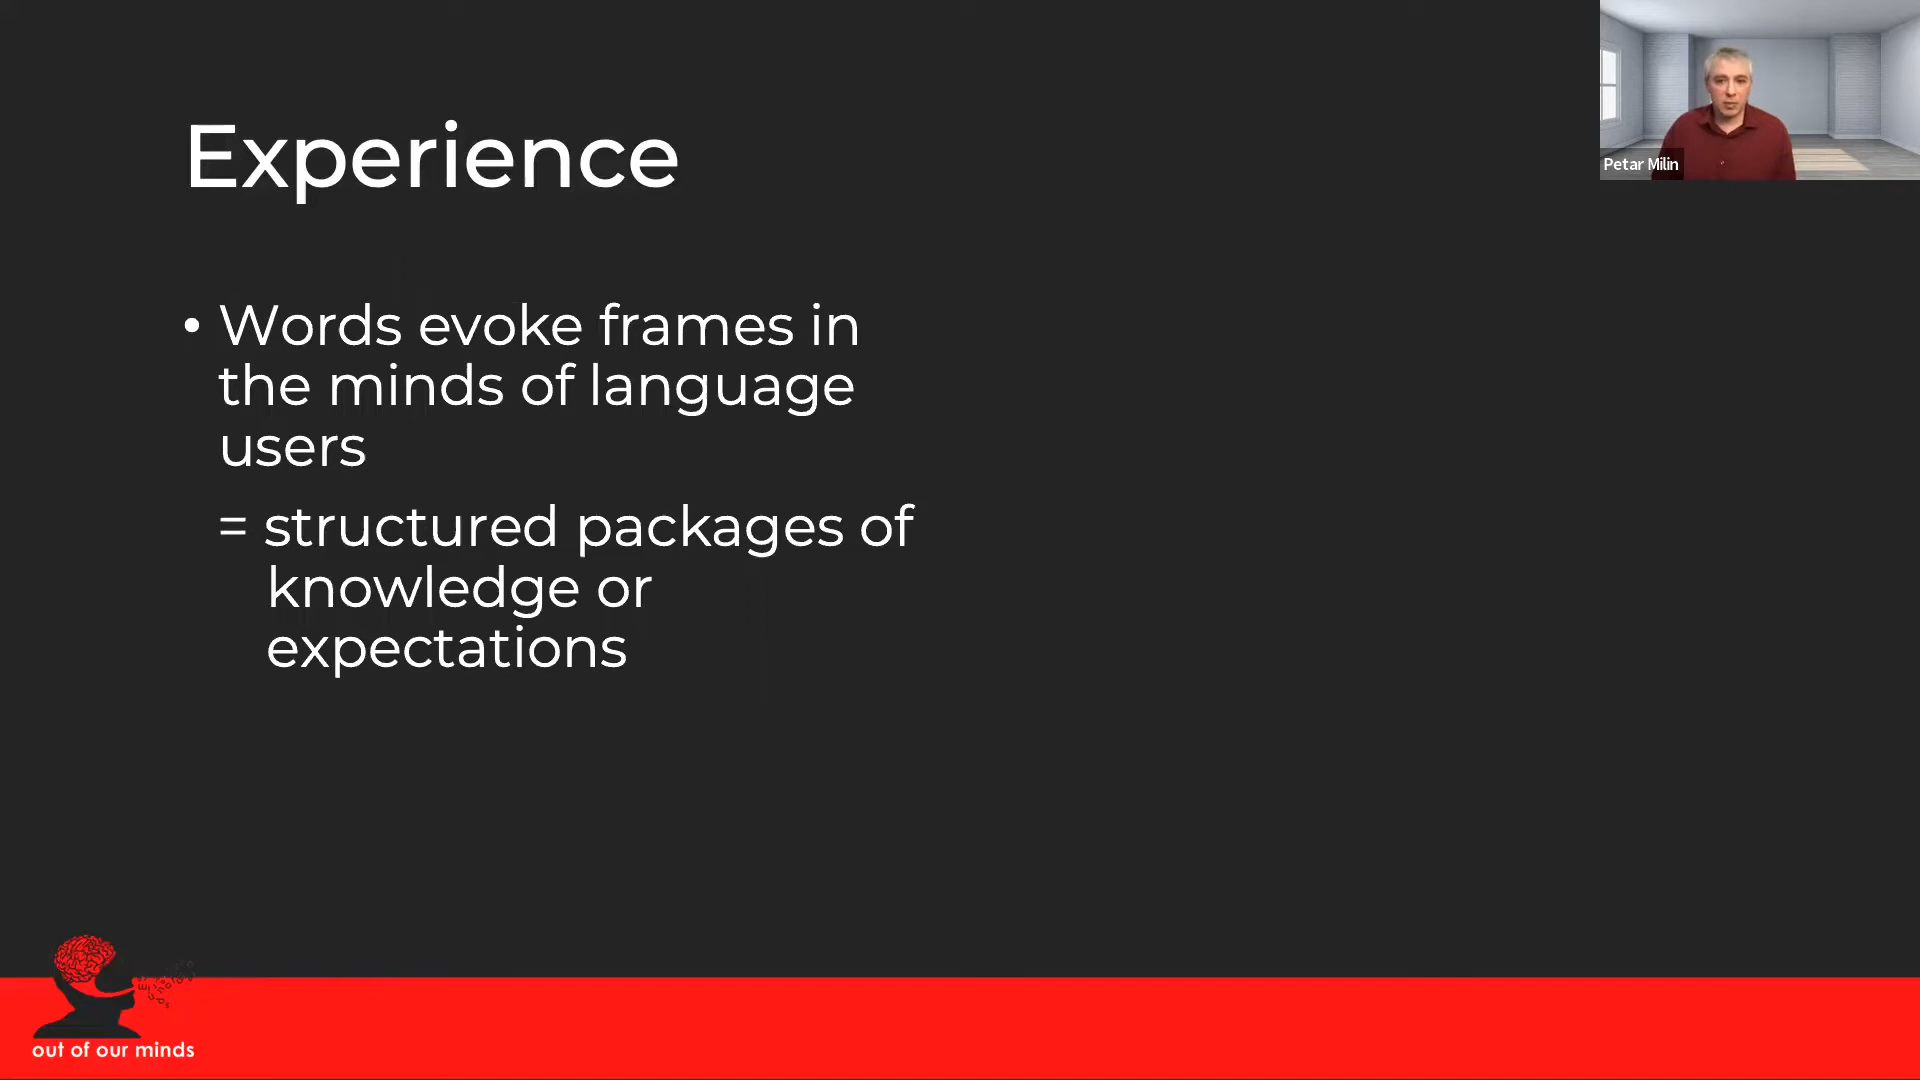 Experience
Petar Milin
• Words evoke frames in
the minds of language
users
= structured packages of
knowledge or
expectations
out of our minds